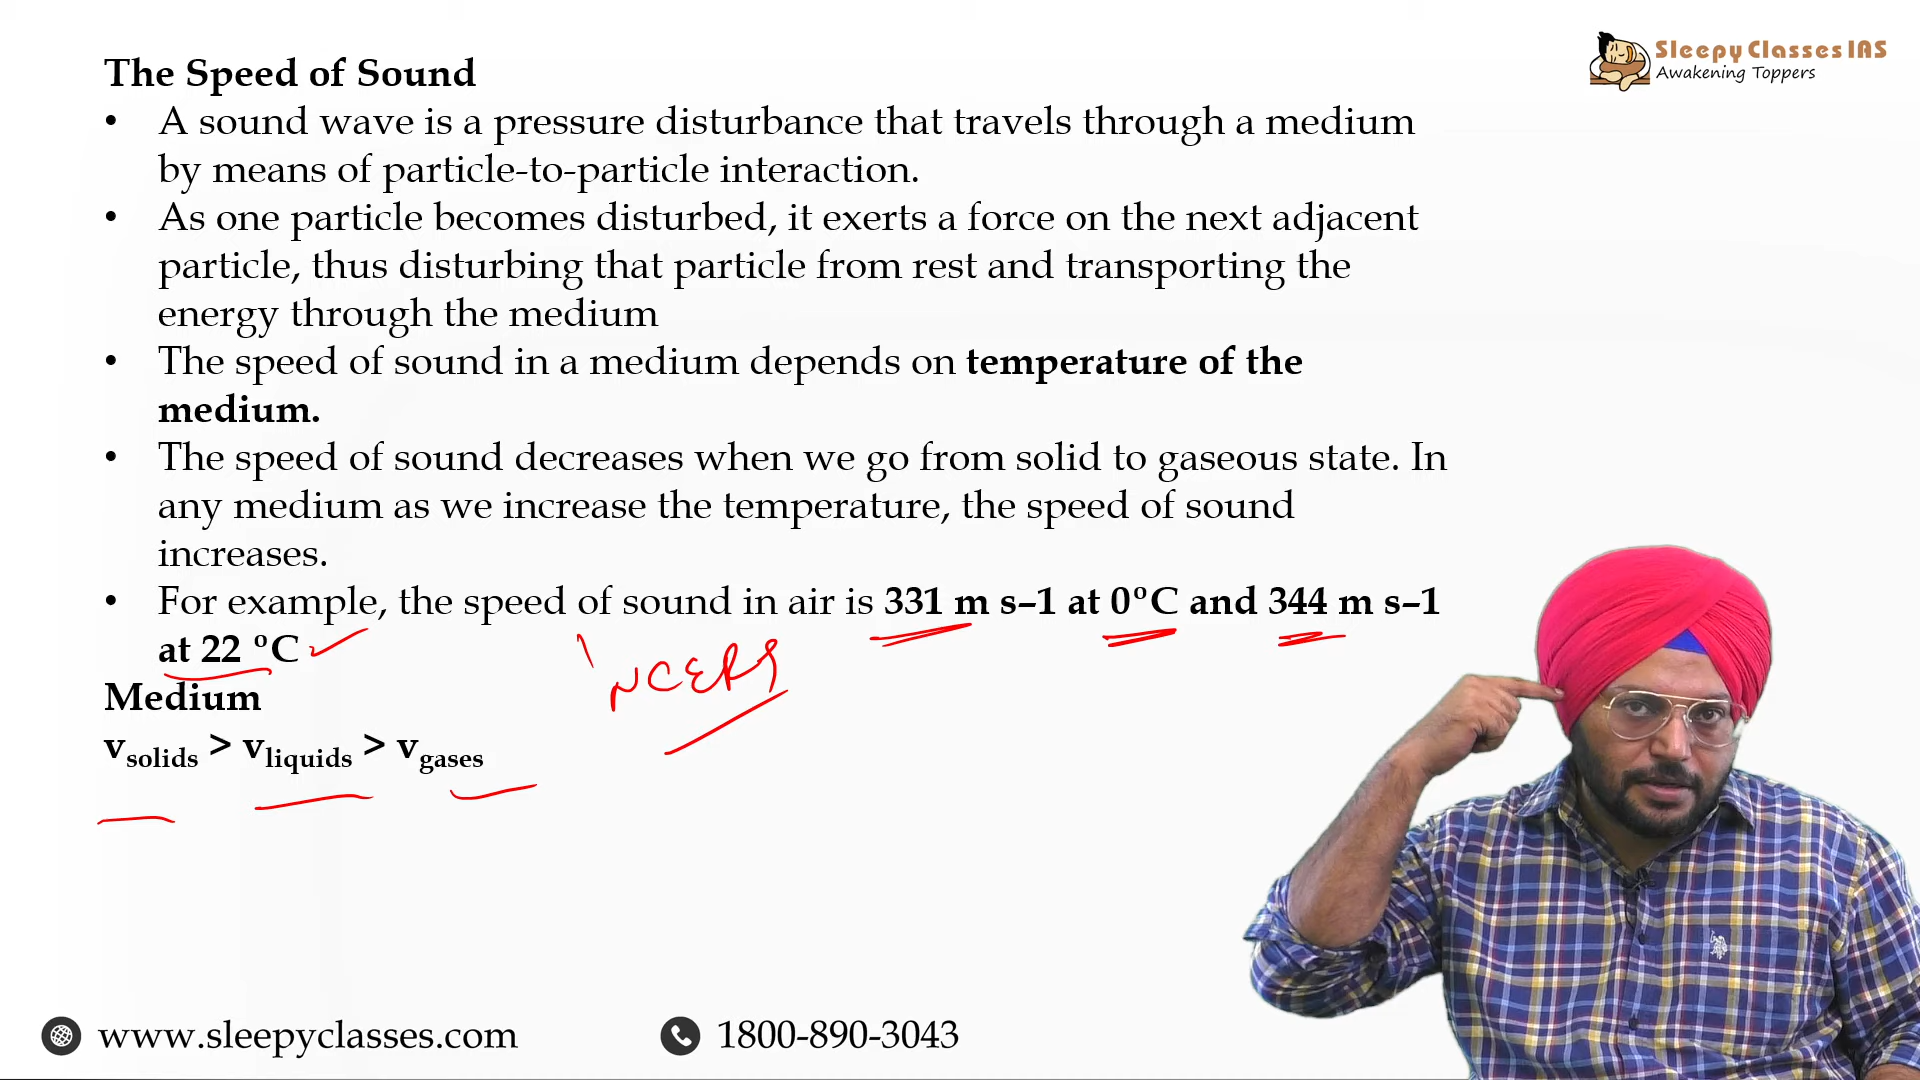 Sleepy Classes IAS
Awakening Toppers
The Speed of Sound
• A sound wave is a pressure disturbance that travels through a medium
by means of particle-to-particle interaction.
• As one particle becomes disturbed, it exerts a force on the next adjacent
particle, thus disturbing that particle from rest and transporting the
energy through the medium
• The speed of sound in a medium depends on temperature of the
medium.
• The speed of sound decreases when we go from solid to gaseous state. In
any medium as we increase the temperature, the speed of sound
increases.
• For example, the speed of sound in air is 331 m s–1 at 0ºC and 344 m s–1
at 22 ºC
NCERT
Medium
vsolids > vliquids > vgases
www.sleepyclasses.com
1800-890-3043